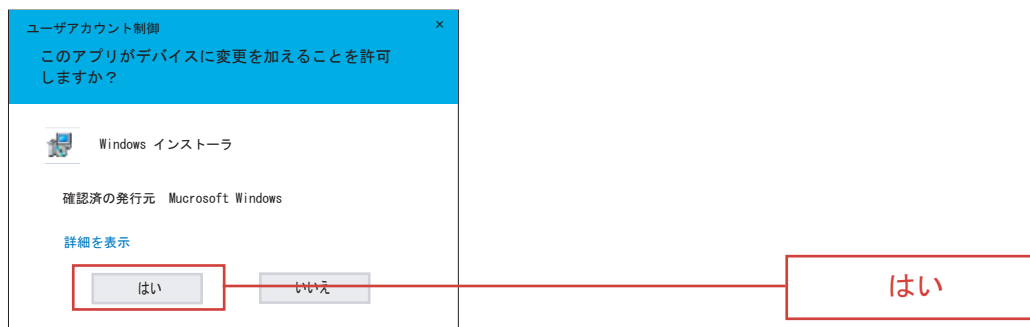 ユーザアカウント制御 ×
このアプリがデバイスに変更を加えることを許可
しますか？
Windows インストーラ
確認済の発行元 Mucrosoft Windows
詳細を表示
はい いいえ はい